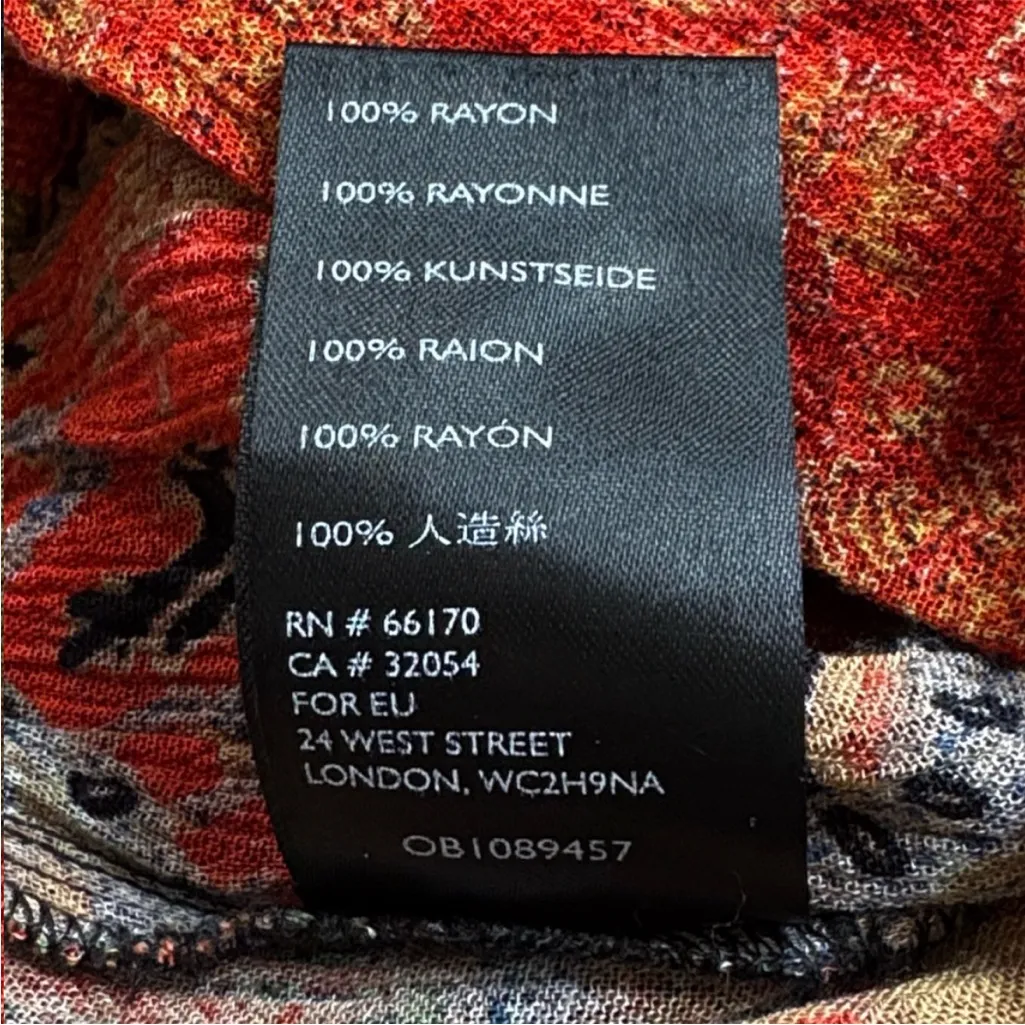 100% RAYON
100% RAYONNE
100% KUNSTSEIDE
100% RAION
100% RAYÓN
100% 人造絲
RN # 66170
CA # 32054
FOR EU
24 WEST STREET
LONDON, WC2H9NA
OB1089457